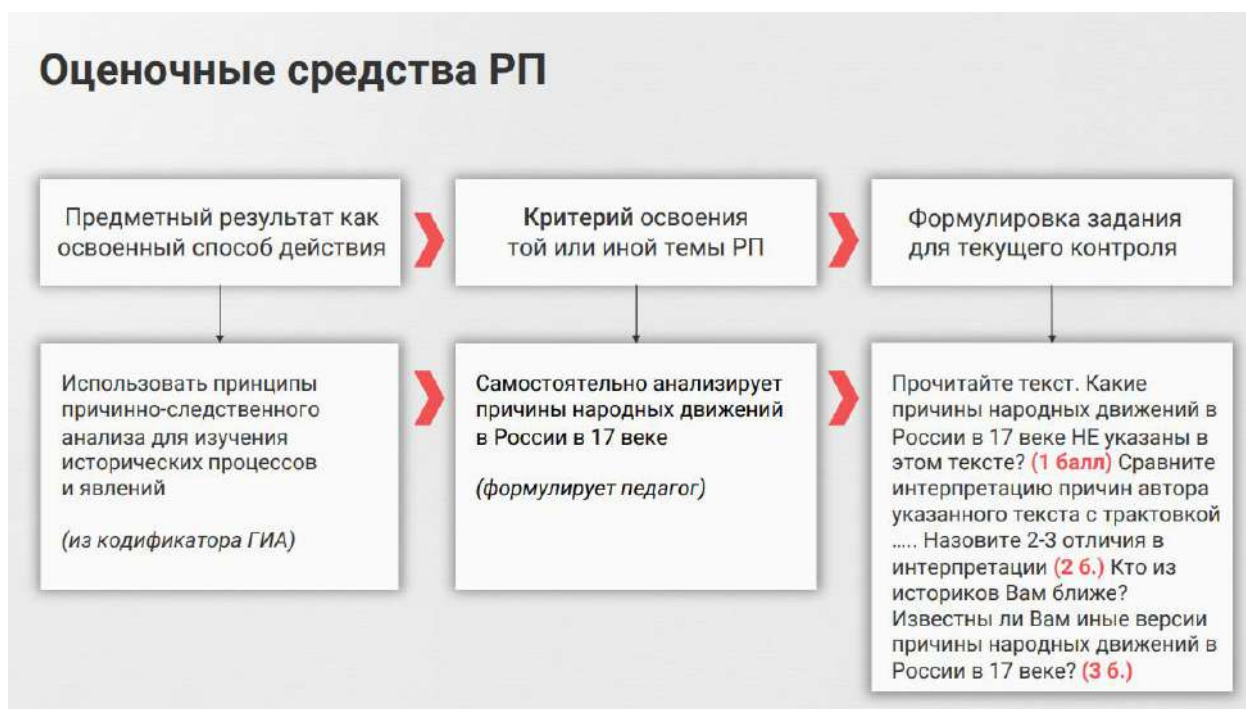 Оценочные средства РП
Предметный результат как
освоенный способ действия
Критерий освоения
той или иной темы РП
Формулировка задания
для текущего контроля
Использовать принципы
причинно-следственного
анализа для изучения
исторических процессов
и явлений
(из кодификатора ГИА)
Самостоятельно анализирует
причины народных движений
в России в 17 веке
(формулирует педагог)
Прочитайте текст. Какие
причины народных движений в
России в 17 веке НЕ указаны в
этом тексте? (1 балл) Сравните
интерпретацию причин автора
указанного текста с трактовкой
..... Назовите 2-3 отличия в
интерпретации (2 б.) Кто из
историков Вам ближе?
Известны ли Вам иные версии
причины народных движений в
России в 17 веке? (3 б.)